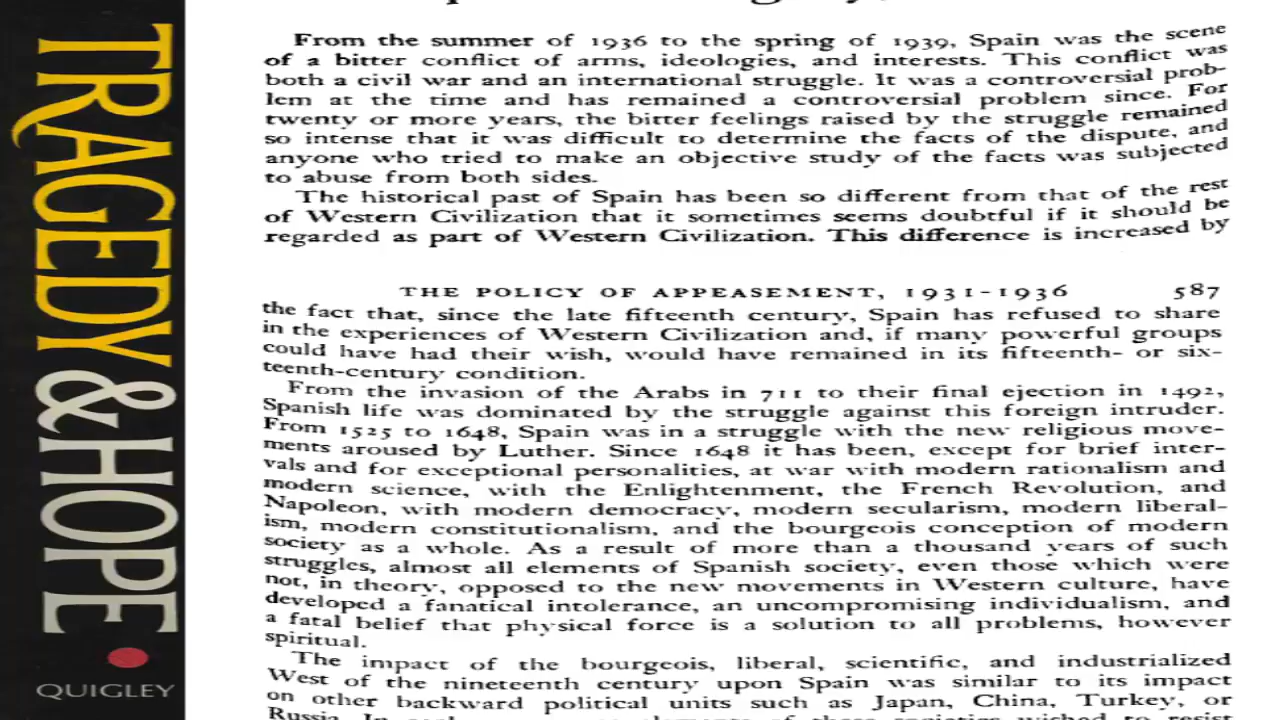 TRAGEDY & HOPE
QUIGLEY
From the summer of 1936 to the spring of 1939, Spain was the scene
of a bitter conflict of arms, ideologies, and interests. This conflict was
both a civil war and an international struggle. It was a controversial prob-
lem at the time and has remained a controversial problem since. For
twenty or more years, the bitter feelings raised by the struggle remained
so intense that it was difficult to determine the facts of the dispute, and
anyone who tried to make an objective study of the facts was subjected
to abuse from both sides.
The historical past of Spain has been so different from that of the rest
of Western Civilization that it sometimes seems doubtful if it should be
regarded as part of Western Civilization. This difference is increased by
THE POLICY OF APPEASEMENT, 1931-1936 587
the fact that, since the late fifteenth century, Spain has refused to share
in the experiences of Western Civilization and, if many powerful groups
could have had their wish, would have remained in its fifteenth- or six-
teenth-century condition.
From the invasion of the Arabs in 711 to their final ejection in 1492,
Spanish life was dominated by the struggle against this foreign intruder.
From 1525 to 1648, Spain was in a struggle with the new religious move-
ments aroused by Luther. Since 1648 it has been, except for brief inter-
vals and for exceptional personalities, at war with modern rationalism and
modern science, with the Enlightenment, the French Revolution, and
Napoleon, with modern democracy, modern secularism, modern liberal-
ism, modern constitutionalism, and the bourgeois conception of modern
society as a whole. As a result of more than a thousand years of such
struggles, almost all elements of Spanish society, even those which were
not, in theory, opposed to the new movements in Western culture, have
developed a fanatical intolerance, an uncompromising individualism, and
a fatal belief that physical force is a solution to all problems, however
spiritual.
The impact of the bourgeois, liberal, scientific, and industrialized
West of the nineteenth century upon Spain was similar to its impact
on other backward political units such as Japan, China, Turkey, or
Russia. In